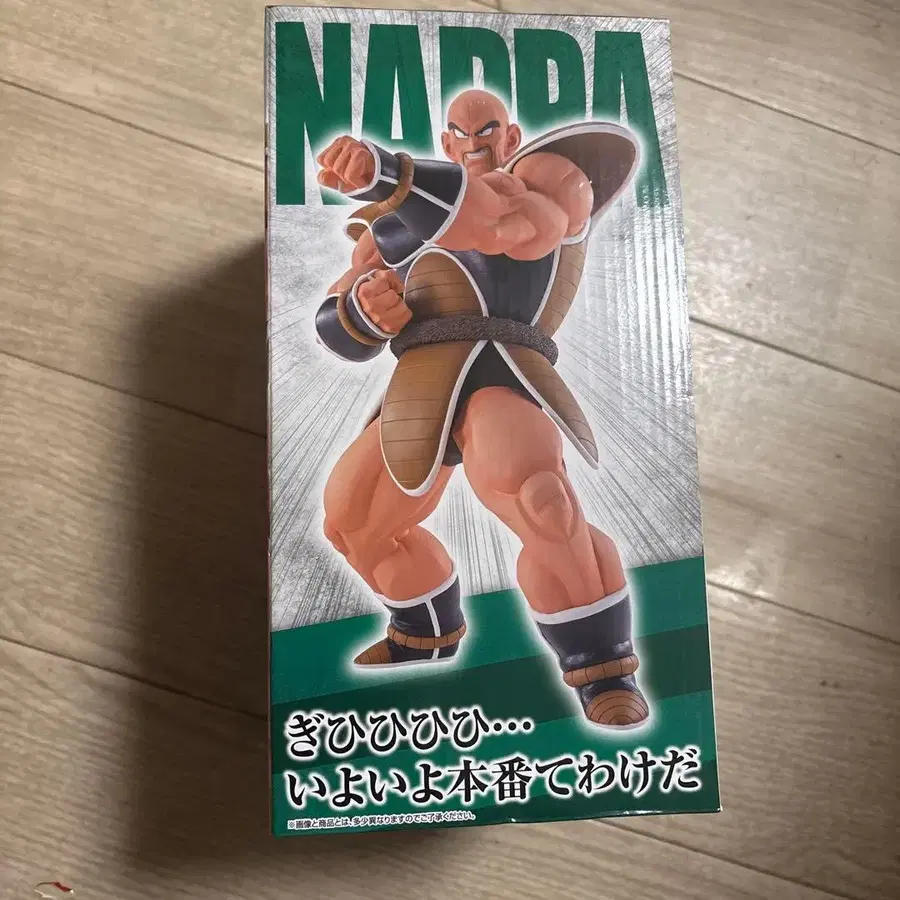 NAPPA
ぎひひひひ…
いよいよ本番てわけだ
※画像と商品とは、多少異なりますのでご了承ください。